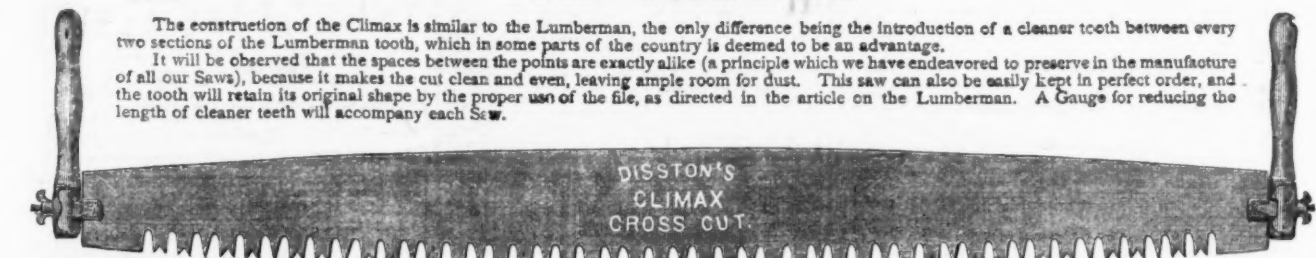 The construction of the Climax is similar to the Lumberman, the only difference being the introduction of a cleaner tooth between every
two sections of the Lumberman tooth, which in some parts of the country is deemed to be an advantage.
It will be observed that the spaces between the points are exactly alike (a principle which we have endeavored to preserve in the manufacture
of all our Saws), because it makes the cut clean and even, leaving ample room for dust. This saw can also be easily kept in perfect order, and
the tooth will retain its original shape by the proper use of the file, as directed in the article on the Lumberman. A Gauge for reducing the
length of cleaner teeth will accompany each Saw.
DISSTON'S
CLIMAX
CROSS CUT.